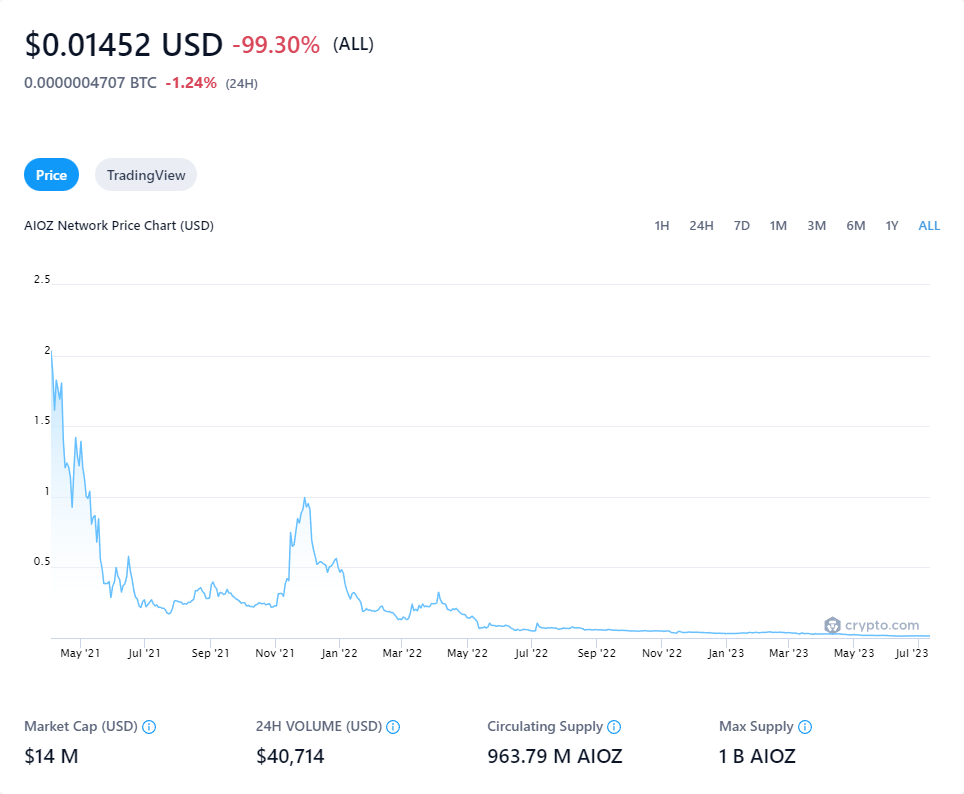 $0.01452 USD -99.30% (ALL)
0.0000004707 BTC -1.24% (24H)
Price TradingView
AIOZ Network Price Chart (USD) 1H 24H 7D 1M 3M 6M 1Y ALL
2.5
2
1.5
1
0.5
crypto.com
May '21 Jul '21 Sep '21 Nov '21 Jan '22 Mar '22 May '22 Jul '22 Sep '22 Nov '22 Jan '23 Mar '23 May '23 Jul '23
Market Cap (USD) 24H VOLUME (USD) Circulating Supply Max Supply
$14 M $40,714 963.79 M AIOZ 1 B AIOZ